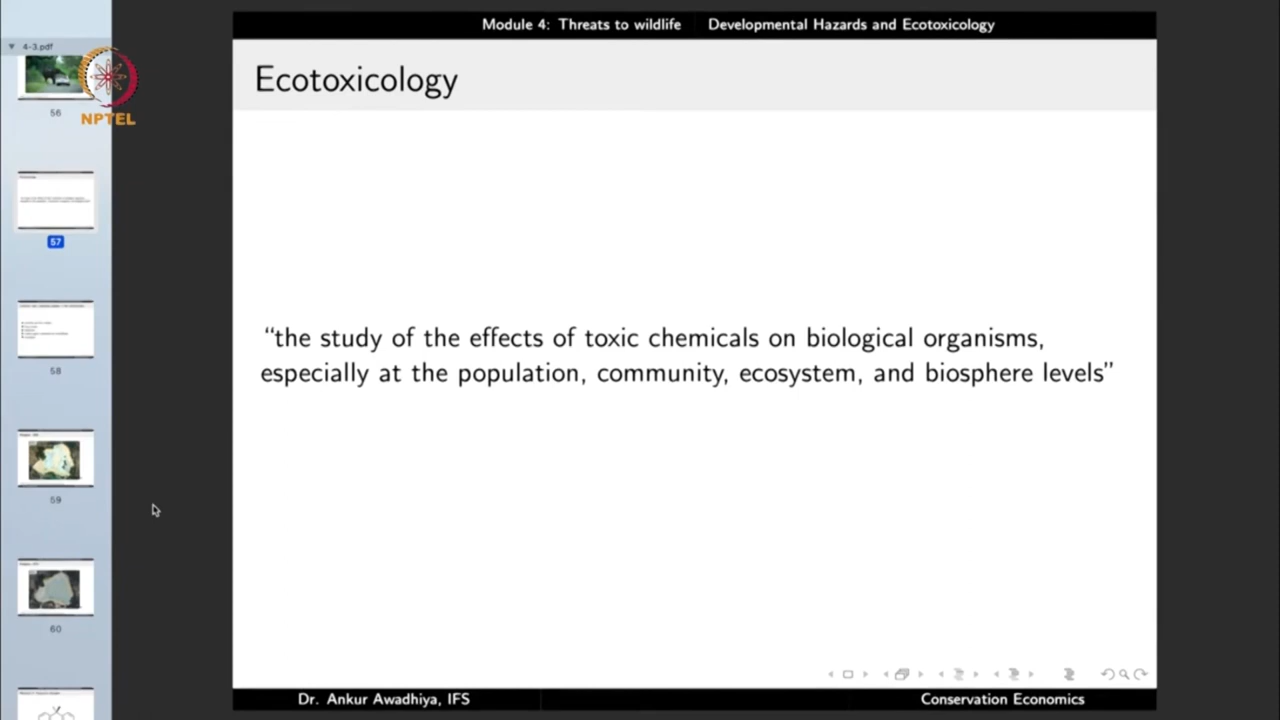 Module 4: Threats to wildlife Developmental Hazards and Ecotoxicology
4-3.pdf
Ecotoxicology
NPTEL
56
57
58
59
60
“the study of the effects of toxic chemicals on biological organisms,
especially at the population, community, ecosystem, and biosphere levels”
Dr. Ankur Awadhiya, IFS Conservation Economics